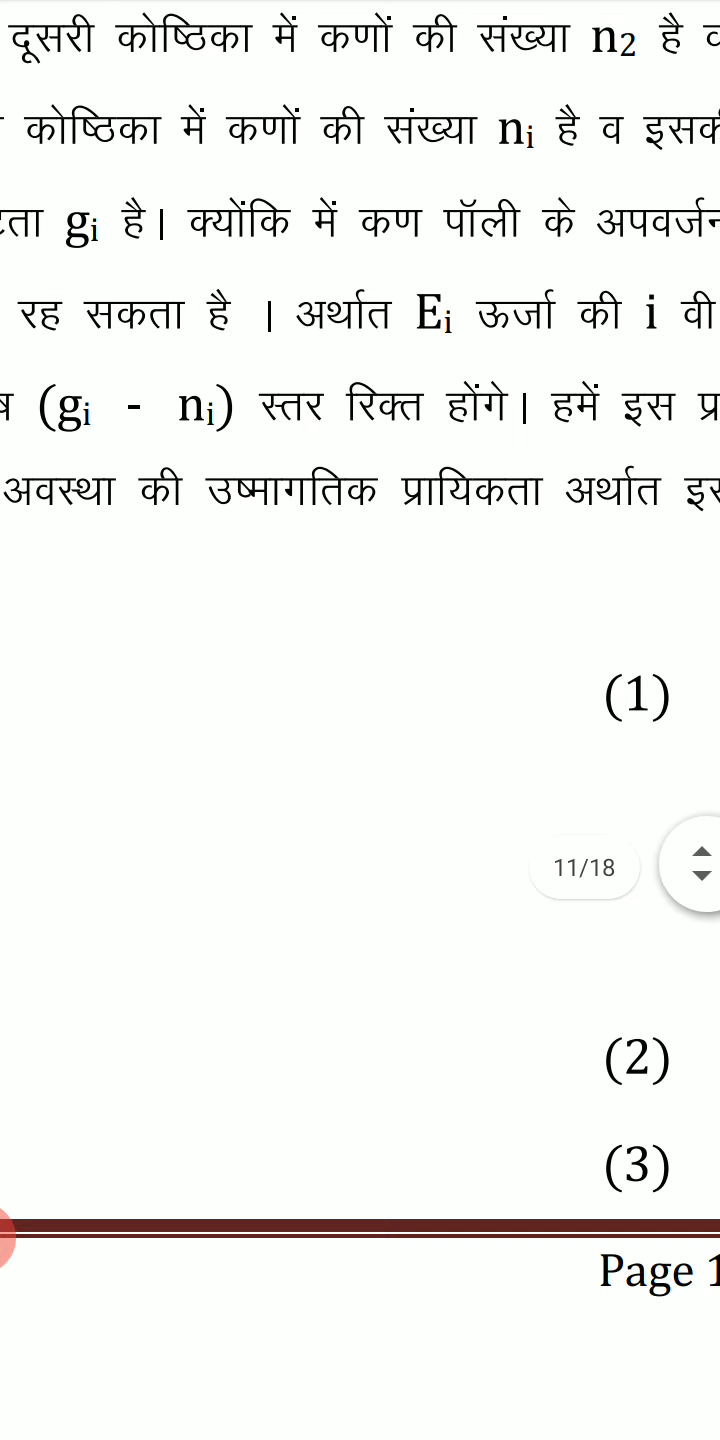 दूसरी कोष्ठिका में कणों की संख्या n₂ है
कोष्ठिका में कणों की संख्या nᵢ है व
gᵢ है। क्योंकि में कण पॉली के
रह सकता है । अर्थात Eᵢ ऊर्जा की i वी
(gᵢ - nᵢ) स्तर रिक्त होंगे। हमें इस
अवस्था की उष्मागतिक प्रायिकता अर्थात
(1)
11/18
(2)
(3)
Page